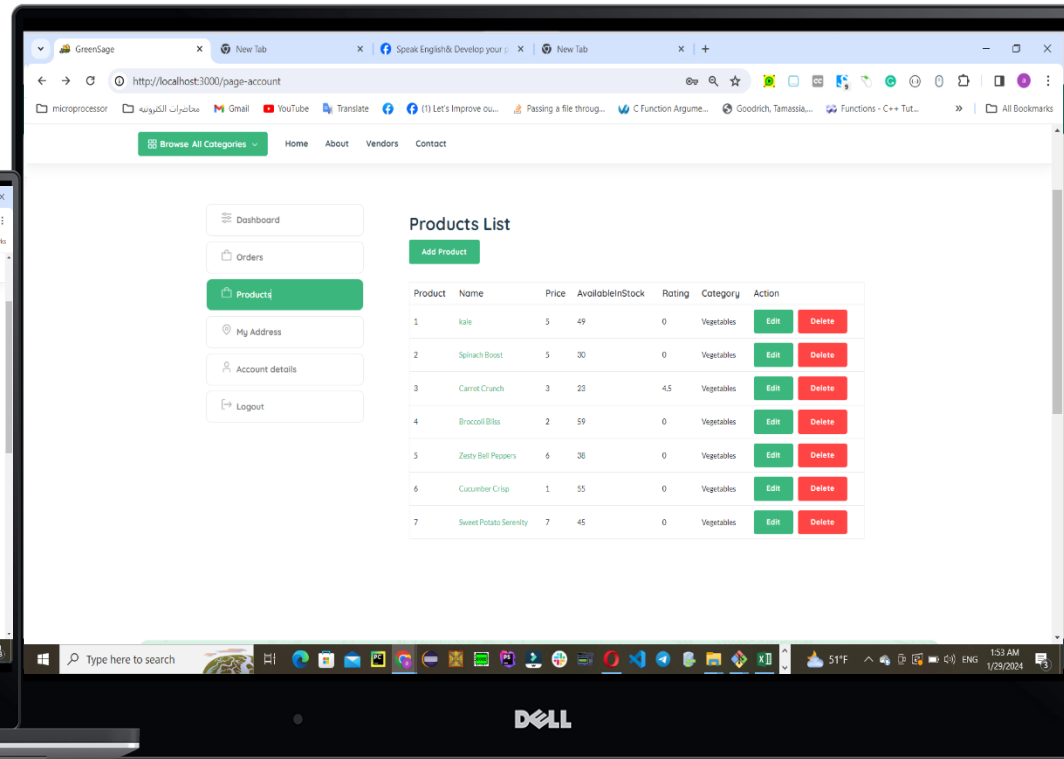 GreenSage
New Tab
Speak English& Develop your p
New Tab
http://localhost:3000/page-account
microprocessor
محاضرات الكترونيه
Gmail
YouTube
Translate
(1) Let's Improve ou...
Passing a file throug...
C Function Argume...
Goodrich, Tamassia,...
Functions - C++ Tut...
»
All Bookmarks
Browse All Categories
Home
About
Vendors
Contact
Dashboard
Orders
Products
My Address
Account details
Logout
Products List
Add Product
Product Name Price AvailableInStock Rating Category Action
1 kale 5 49 0 Vegetables Edit Delete
2 Spinach Boost 5 30 0 Vegetables Edit Delete
3 Carrot Crunch 3 23 4.5 Vegetables Edit Delete
4 Broccoli Bliss 2 59 0 Vegetables Edit Delete
5 Zesty Bell Peppers 6 38 0 Vegetables Edit Delete
6 Cucumber Crisp 1 55 0 Vegetables Edit Delete
7 Sweet Potato Serenity 7 45 0 Vegetables Edit Delete
Type here to search
51°F
ENG
1:53 AM
1/29/2024
DELL